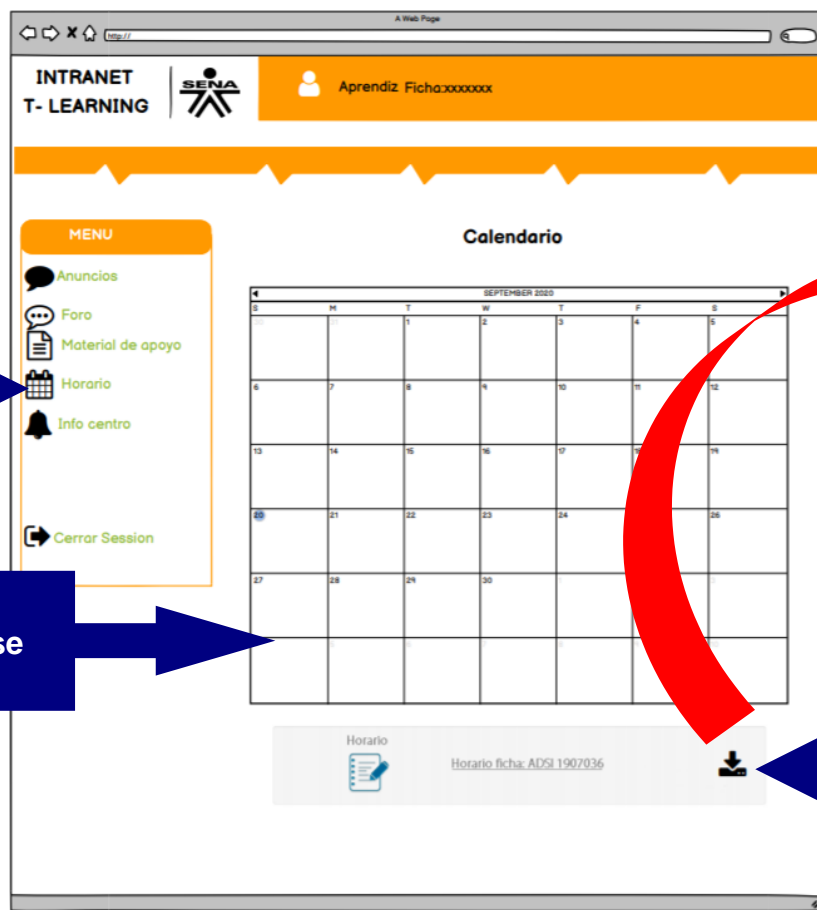 A Web Page
http://
INTRANET
T- LEARNING
SENA
Aprendiz Ficha:xxxxxxx
MENU
Anuncios
Foro
Material de apoyo
Horario
Info centro
Cerrar Session
Calendario
SEPTEMBER 2020
S M T W T F S
30 31 1 2 3 4 5
6 7 8 9 10 11 12
13 14 15 16 17 18 19
20 21 22 23 24 26
27 28 29 30
se
Horario
Horario ficha: ADSI 1907036